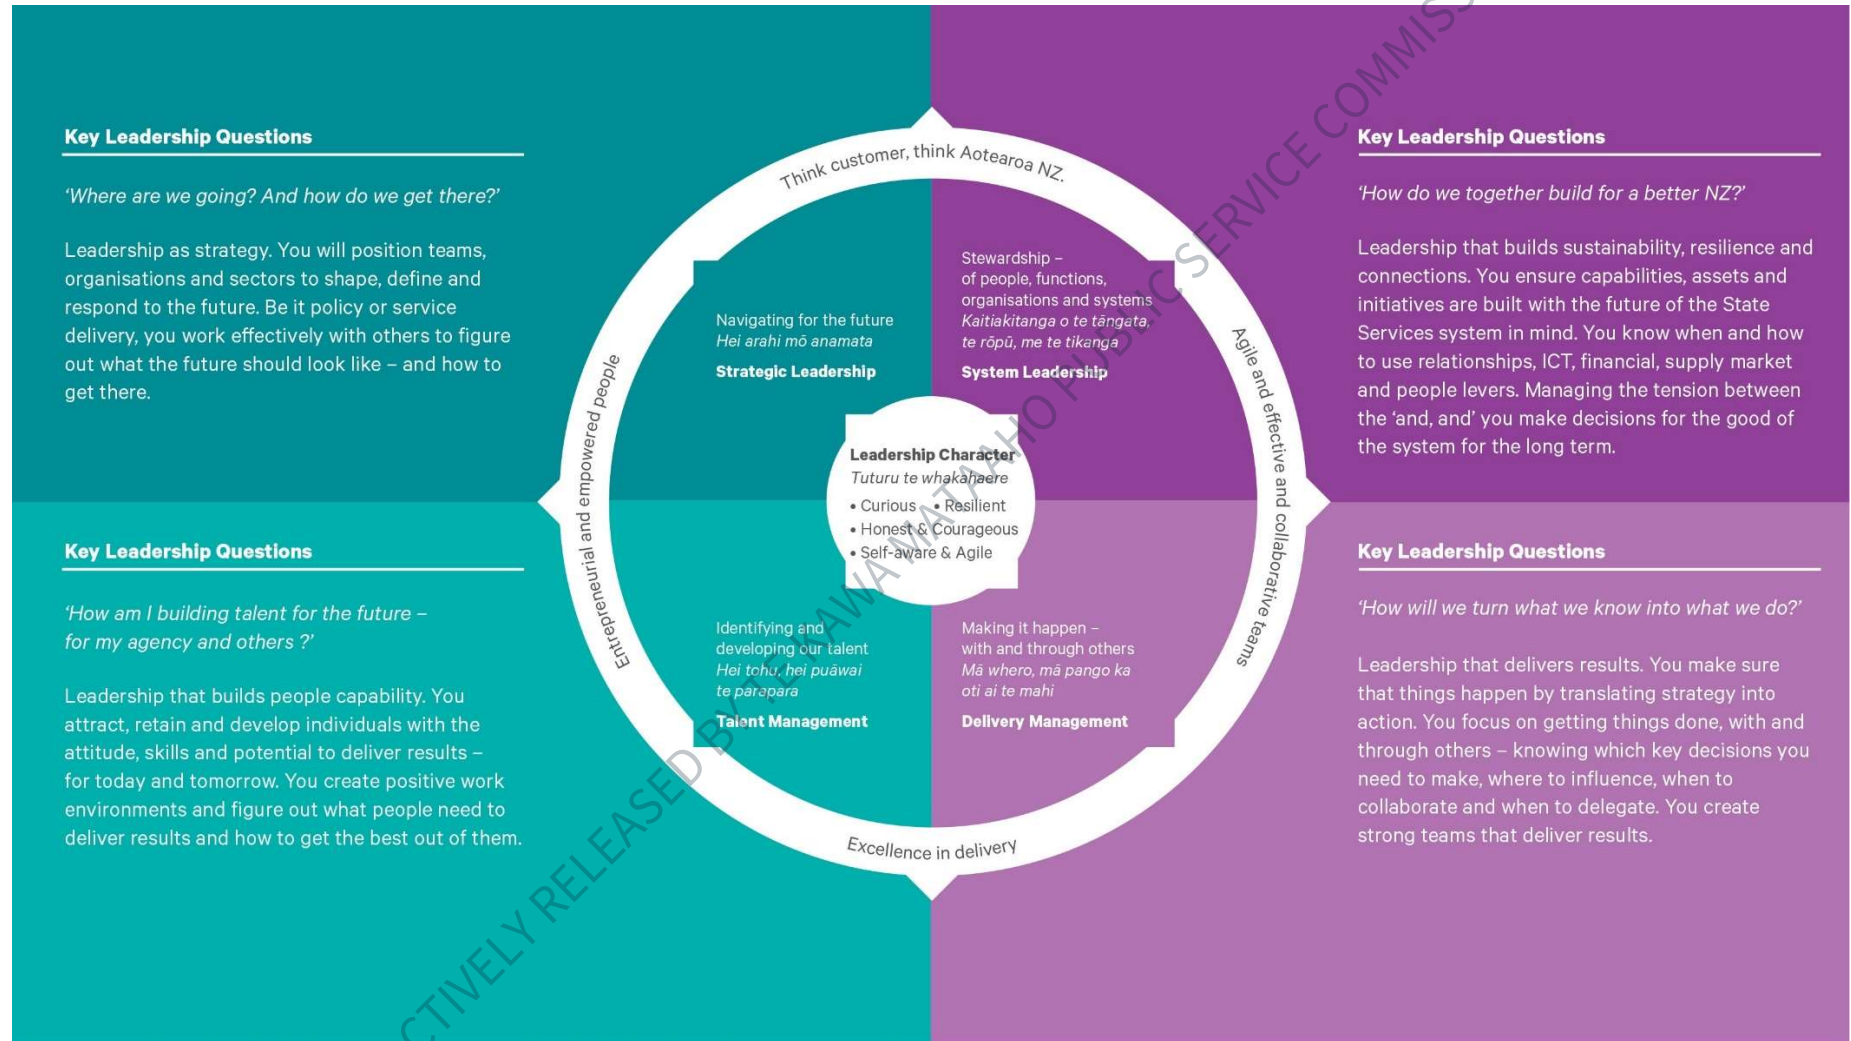 Key Leadership Questions
‘Where are we going? And how do we get there?’
Leadership as strategy. You will position teams,
organisations and sectors to shape, define and
respond to the future. Be it policy or service
delivery, you work effectively with others to figure
out what the future should look like – and how to
get there.
Key Leadership Questions
‘How do we together build for a better NZ?’
Leadership that builds sustainability, resilience and
connections. You ensure capabilities, assets and
initiatives are built with the future of the State
Services system in mind. You know when and how
to use relationships, ICT, financial, supply market
and people levers. Managing the tension between
the ‘and, and’ you make decisions for the good of
the system for the long term.
Think customer, think Aotearoa NZ.
Agile and effective and collaborative teams
Excellence in delivery
Entrepreneurial and empowered people
Navigating for the future
Hei arahi mō anamata
Strategic Leadership
Stewardship –
of people, functions,
organisations and systems
Kaitiakitanga o te tāngata,
te rōpū, me te tikanga
System Leadership
Leadership Character
Tuturu te whakahaere
• Curious • Resilient
• Honest & Courageous
• Self-aware & Agile
Identifying and
developing our talent
Hei tohu, hei puāwai
te parapara
Talent Management
Making it happen –
with and through others
Mā whero, mā pango ka
oti ai te mahi
Delivery Management
Key Leadership Questions
‘How am I building talent for the future –
for my agency and others ?’
Leadership that builds people capability. You
attract, retain and develop individuals with the
attitude, skills and potential to deliver results –
for today and tomorrow. You create positive work
environments and figure out what people need to
deliver results and how to get the best out of them.
Key Leadership Questions
‘How will we turn what we know into what we do?’
Leadership that delivers results. You make sure
that things happen by translating strategy into
action. You focus on getting things done, with and
through others – knowing which key decisions you
need to make, where to influence, when to
collaborate and when to delegate. You create
strong teams that deliver results.
CTIVELY RELEASED BY TE KAWA MATAAHO PUBLIC SERVICE COMMISS